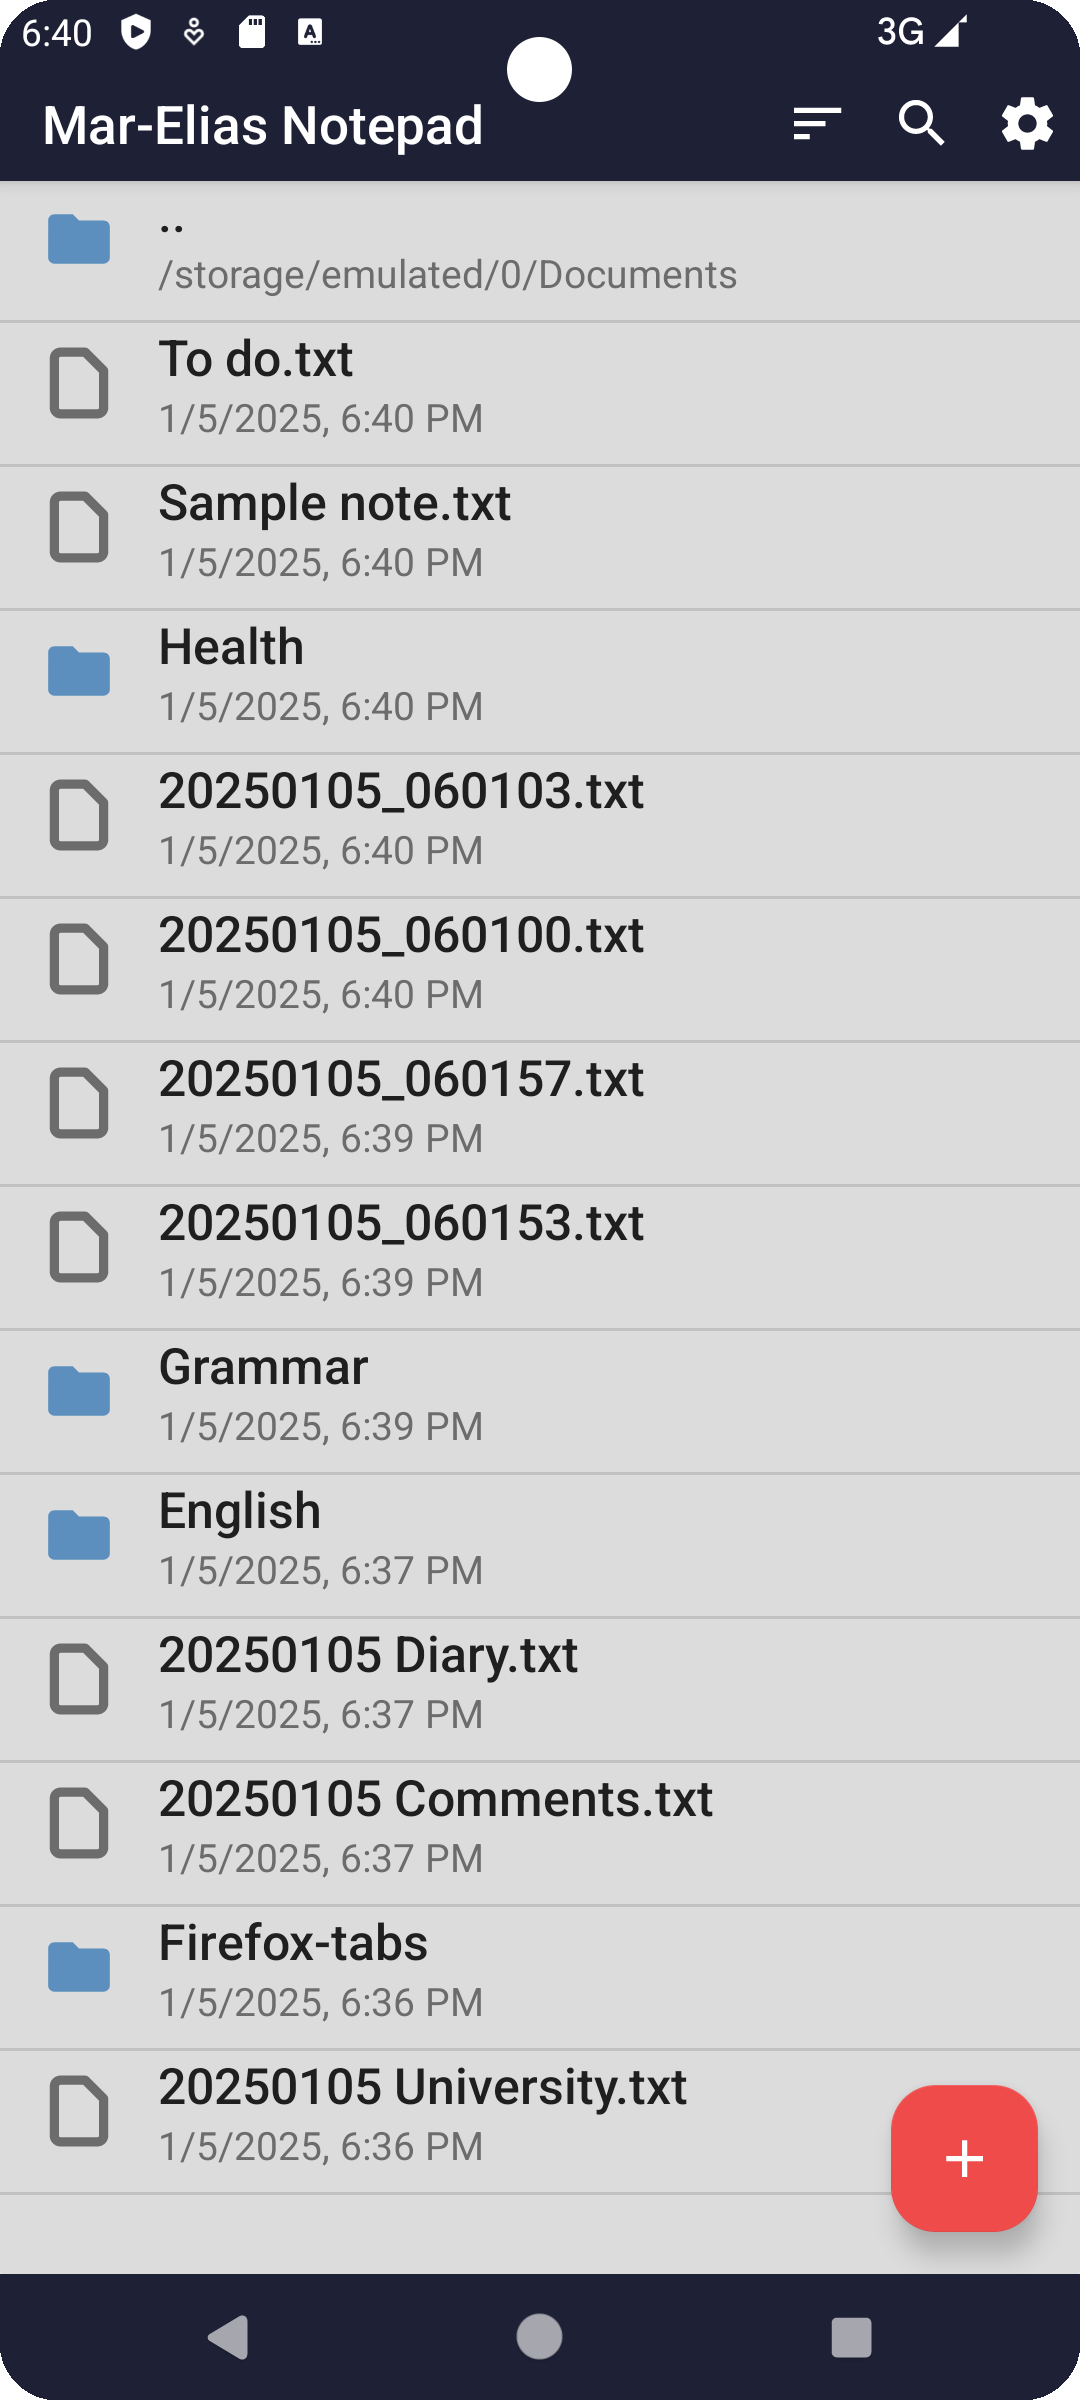 6:40
3G
Mar-Elias Notepad
..
/storage/emulated/0/Documents
To do.txt
1/5/2025, 6:40 PM
Sample note.txt
1/5/2025, 6:40 PM
Health
1/5/2025, 6:40 PM
20250105_060103.txt
1/5/2025, 6:40 PM
20250105_060100.txt
1/5/2025, 6:40 PM
20250105_060157.txt
1/5/2025, 6:39 PM
20250105_060153.txt
1/5/2025, 6:39 PM
Grammar
1/5/2025, 6:39 PM
English
1/5/2025, 6:37 PM
20250105 Diary.txt
1/5/2025, 6:37 PM
20250105 Comments.txt
1/5/2025, 6:37 PM
Firefox-tabs
1/5/2025, 6:36 PM
20250105 University.txt
1/5/2025, 6:36 PM